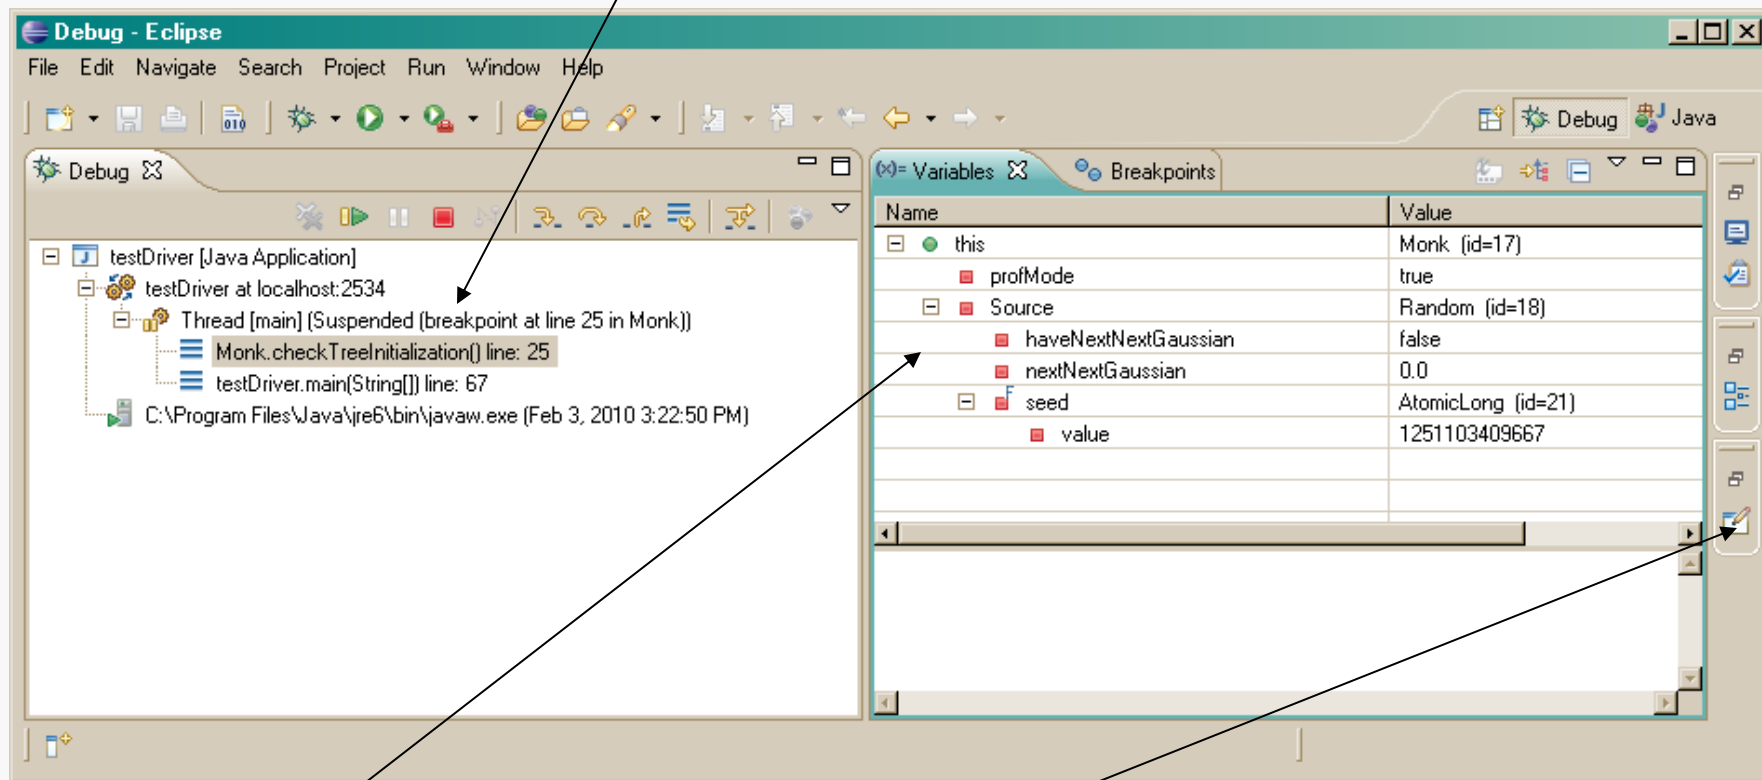 Debug - Eclipse
File Edit Navigate Search Project Run Window Help
010
Debug Java
Debug
(x)= Variables Breakpoints
Name Value
testDriver [Java Application]
testDriver at localhost:2534
Thread [main] (Suspended (breakpoint at line 25 in Monk))
Monk.checkTreeInitialization() line: 25
testDriver.main(String[]) line: 67
C:\Program Files\Java\jre6\bin\javaw.exe (Feb 3, 2010 3:22:50 PM)
this Monk (id=17)
profMode true
Source Random (id=18)
haveNextNextGaussian false
nextNextGaussian 0.0
F seed AtomicLong (id=21)
value 1251103409667